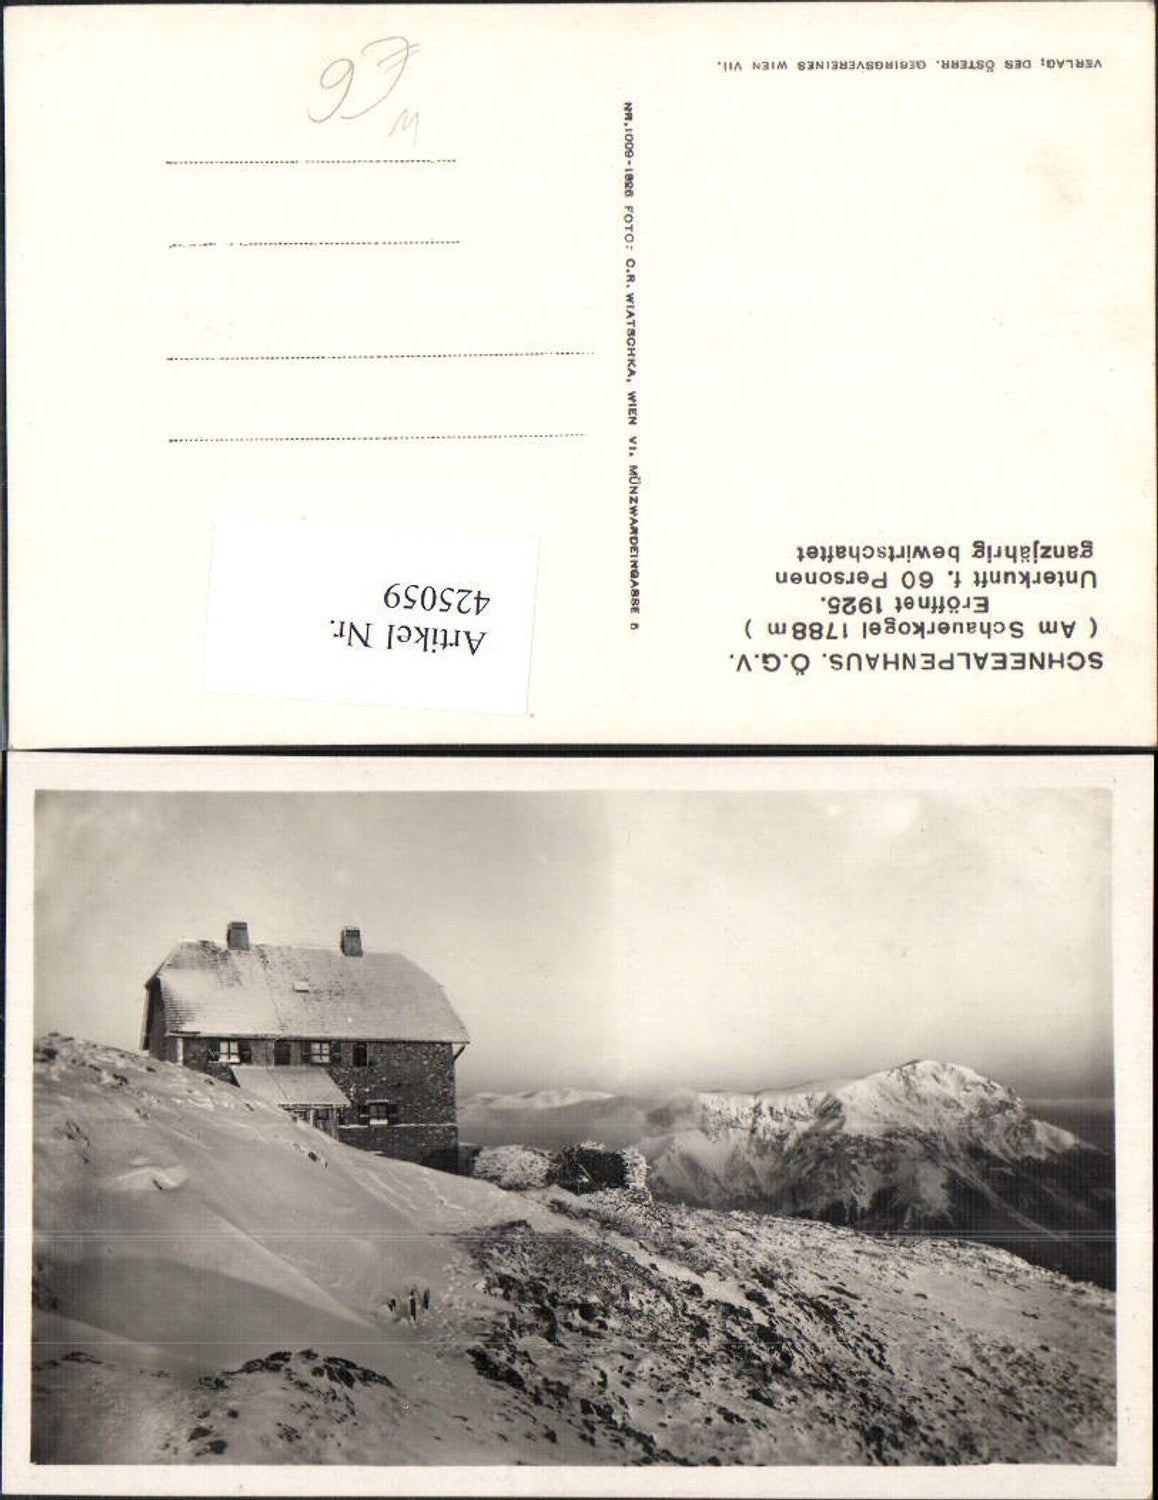 SCHNEEALPENHAUS. Ö.G.V.
( Am Schauerkogel 1788 m )
Eröffnet 1925.
Unterkunft f. 60 Personen
ganzjährig bewirtschaftet
VERLAG; DES ÖSTERR. GEBIRGSVEREINES WIEN VII.
NR. 1009-1926 FOTO: C.R. WIATSCHKA, WIEN VI. MÜNZWARDEINGASSE 5
Artikel Nr.
425059